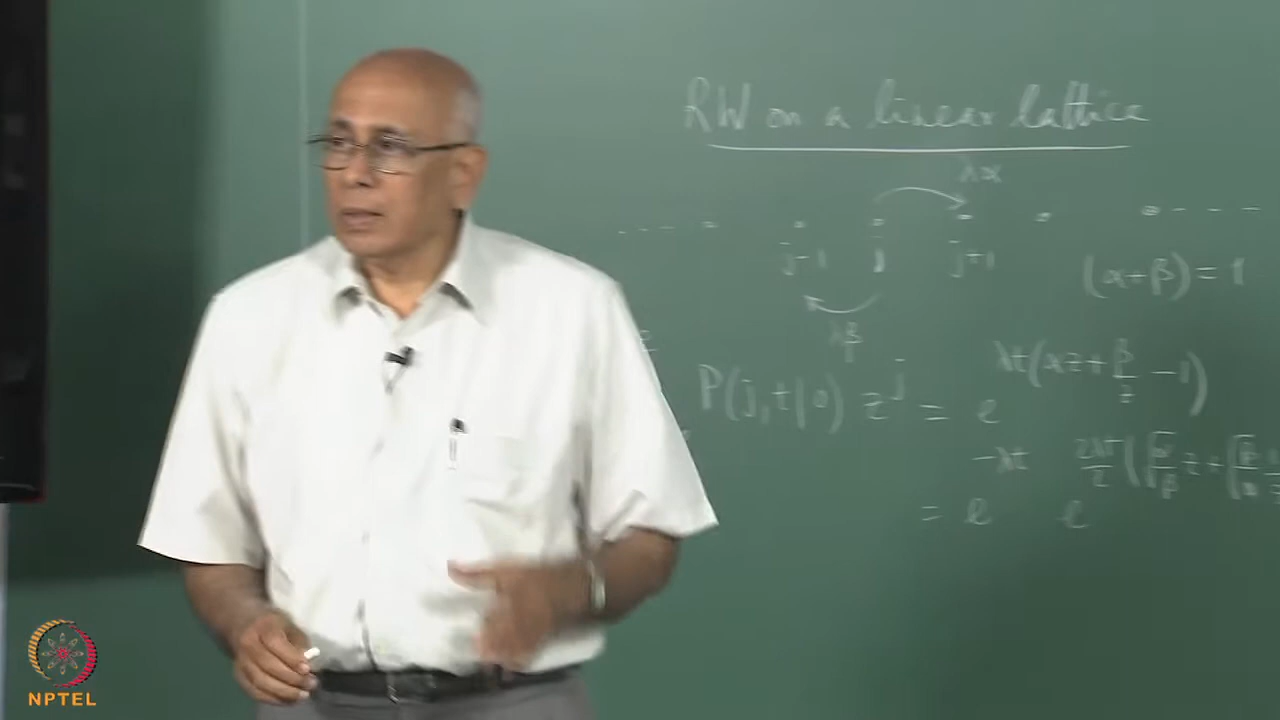 RW on a linear lattice
λα
j-1 j j+1 (α+β) = 1
λβ
P(j,t|0) z^j = e^{λt(αz + β/z - 1)}
= e^{-λt} e
NPTEL